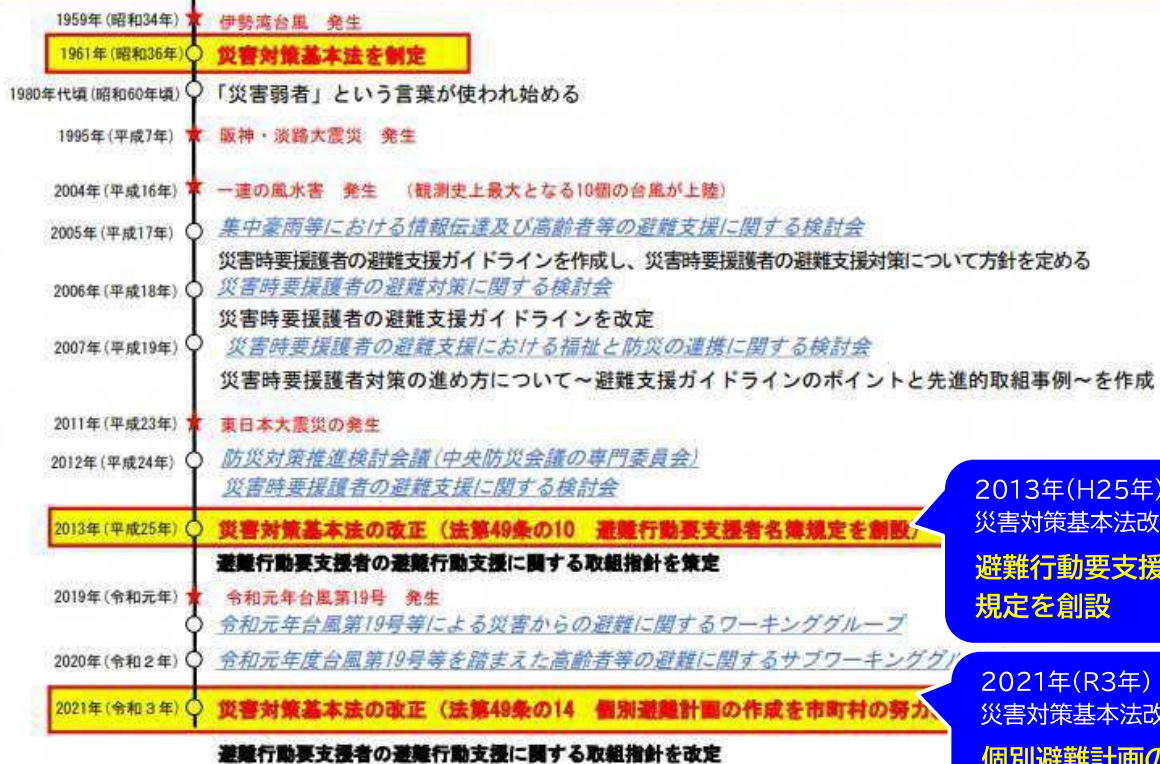 1959年(昭和34年) 伊勢湾台風 発生
1961年(昭和36年) 災害対策基本法を制定
1980年代頃(昭和60年頃) 「災害弱者」という言葉が使われ始める
1995年(平成7年) 阪神・淡路大震災 発生
2004年(平成16年) 一連の風水害 発生 (観測史上最大となる10個の台風が上陸)
2005年(平成17年) 集中豪雨等における情報伝達及び高齢者等の避難支援に関する検討会
災害時要援護者の避難支援ガイドラインを作成し、災害時要援護者の避難支援対策について方針を定める
2006年(平成18年) 災害時要援護者の避難対策に関する検討会
災害時要援護者の避難支援ガイドラインを改定
2007年(平成19年) 災害時要援護者の避難支援における福祉と防災の連携に関する検討会
災害時要援護者対策の進め方について～避難支援ガイドラインのポイントと先進的取組事例～を作成
2011年(平成23年) 東日本大震災の発生
2012年(平成24年) 防災対策推進検討会議(中央防災会議の専門委員会)
災害時要援護者の避難支援に関する検討会
2013年(平成25年) 災害対策基本法の改正 (法第49条の10 避難行動要支援者名簿規定を創設)
避難行動要支援者の避難行動支援に関する取組指針を策定
2019年(令和元年) 令和元年台風第19号 発生
令和元年台風第19号等による災害からの避難に関するワーキンググループ
2020年(令和2年) 令和元年度台風第19号等を踏まえた高齢者等の避難に関するサブワーキンググ
2021年(令和3年) 災害対策基本法の改正 (法第49条の14 個別避難計画の作成を市町村の努力
避難行動要支援者の避難行動支援に関する取組指針を改定
2013年(H25年)
災害対策基本法改
避難行動要支援
規定を創設
2021年(R3年)
災害対策基本法改
個別避難計画の